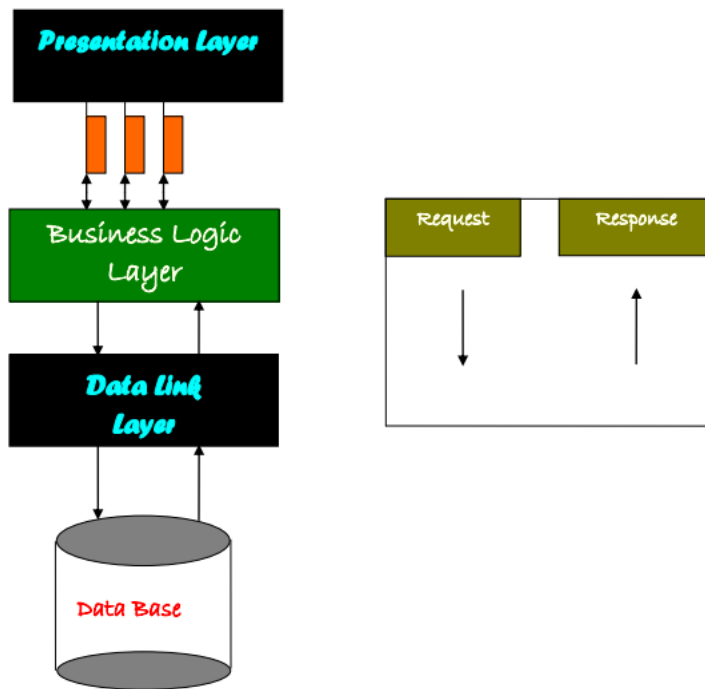 Presentation Layer
Business Logic
Layer
Request
Response
Data Link
Layer
Data Base